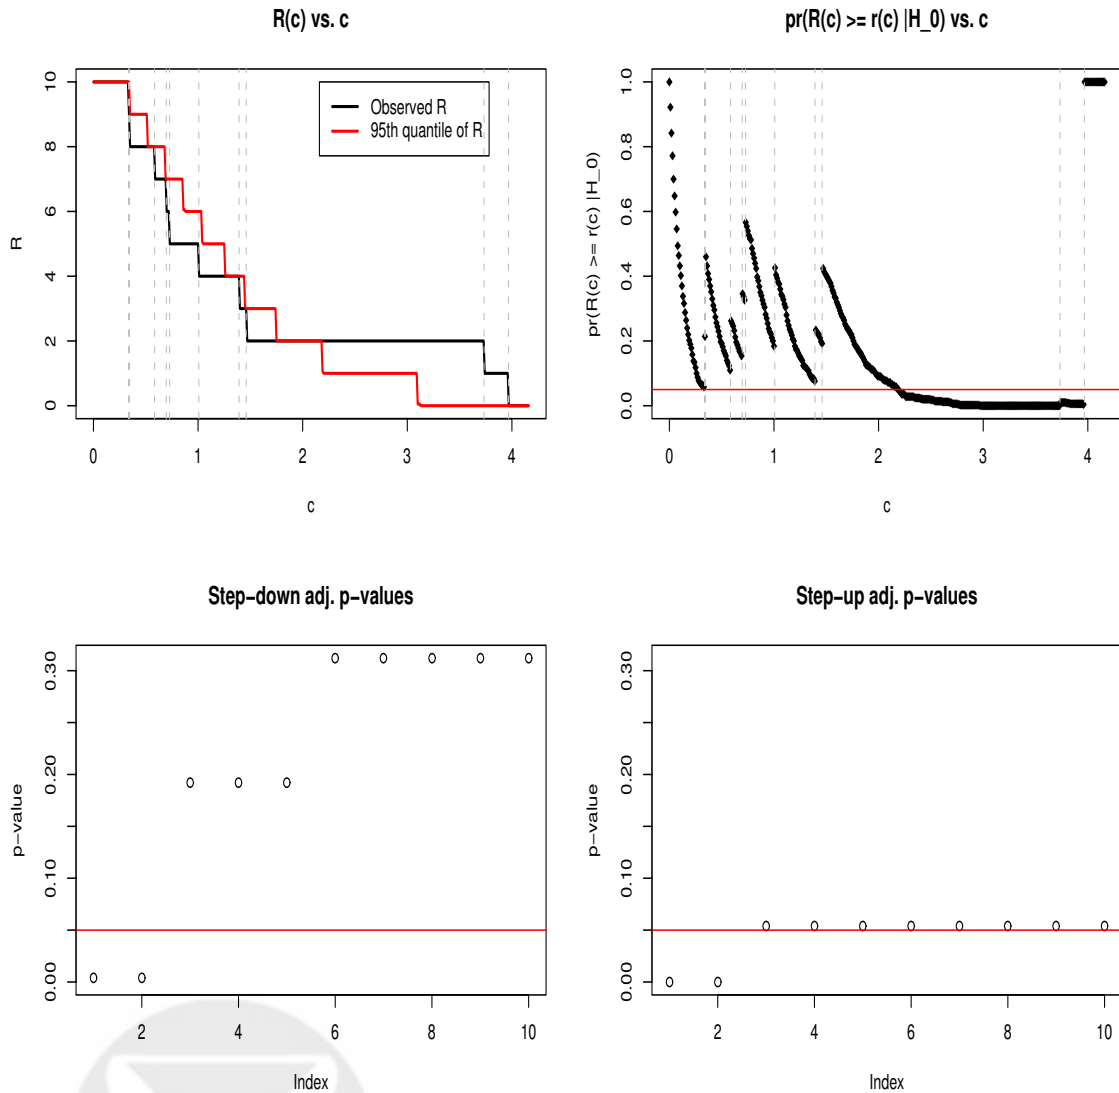 R(c) vs. c
R
10
8
6
4
2
0
Observed R
95th quantile of R
0 1 2 3 4
c
pr(R(c) >= r(c) |H_0) vs. c
pr(R(c) >= r(c) |H_0)
1.0
0.8
0.6
0.4
0.2
0.0
0 1 2 3 4
c
Step−down adj. p−values
p−value
0.30
0.20
0.10
0.00
2 4 6 8 10
Index
Step−up adj. p−values
p−value
0.30
0.20
0.10
0.00
2 4 6 8 10
Index